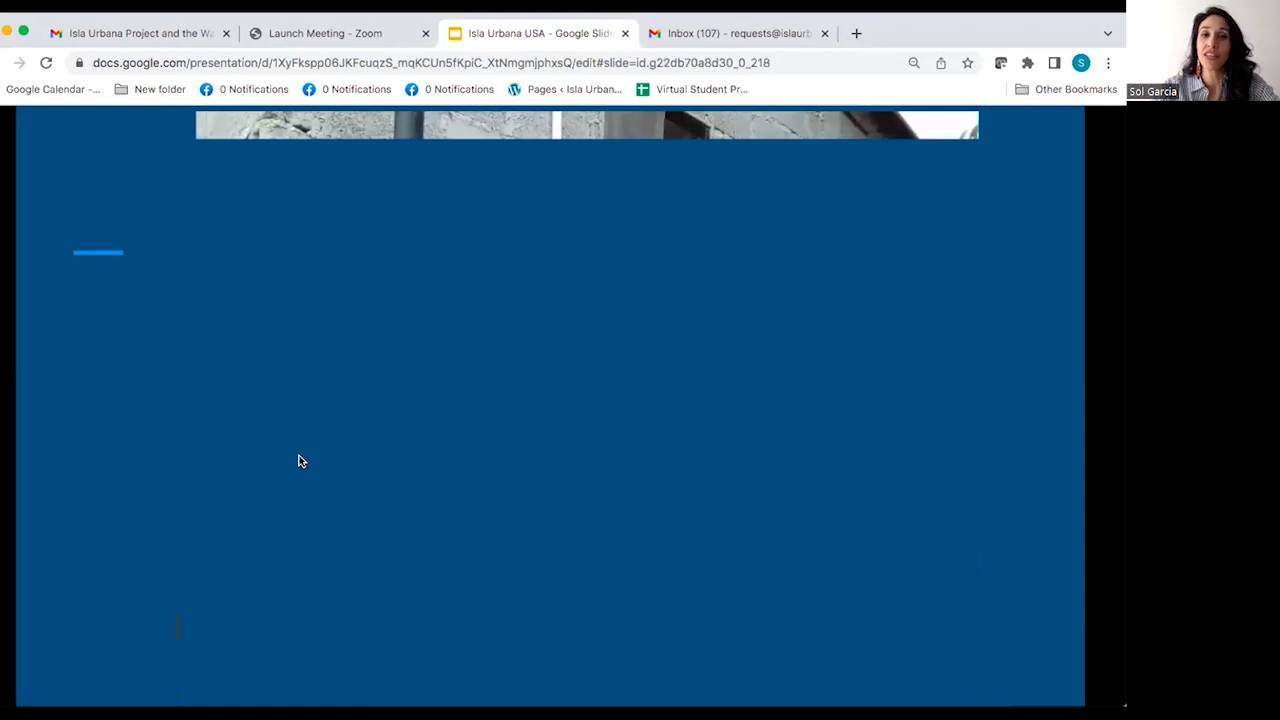 Isla Urbana Project and the Wa
Launch Meeting - Zoom
Isla Urbana USA - Google Slide
Inbox (107) - requests@islaurb
docs.google.com/presentation/d/1XyFkspp06JKFcuqzS_mqKCUn5fKpiC_XtNmgmjphxsQ/edit#slide=id.g22db70a8d30_0_218
S
Google Calendar -...
New folder
0 Notifications
0 Notifications
0 Notifications
Pages ‹ Isla Urban...
Virtual Student Pr...
Other Bookmarks
Sol Garcia